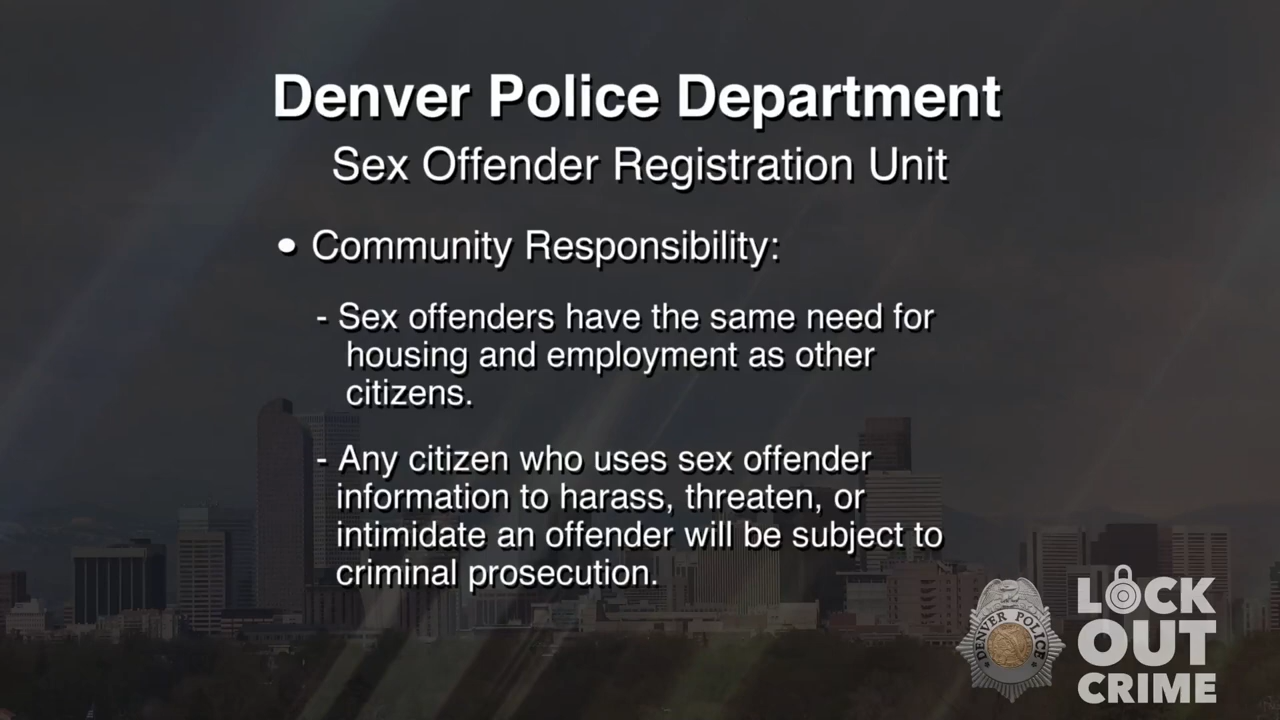 Denver Police Department
Sex Offender Registration Unit
• Community Responsibility:
- Sex offenders have the same need for
housing and employment as other
citizens.
- Any citizen who uses sex offender
information to harass, threaten, or
intimidate an offender will be subject to
criminal prosecution.
DENVER POLICE
LOCK
OUT
CRIME